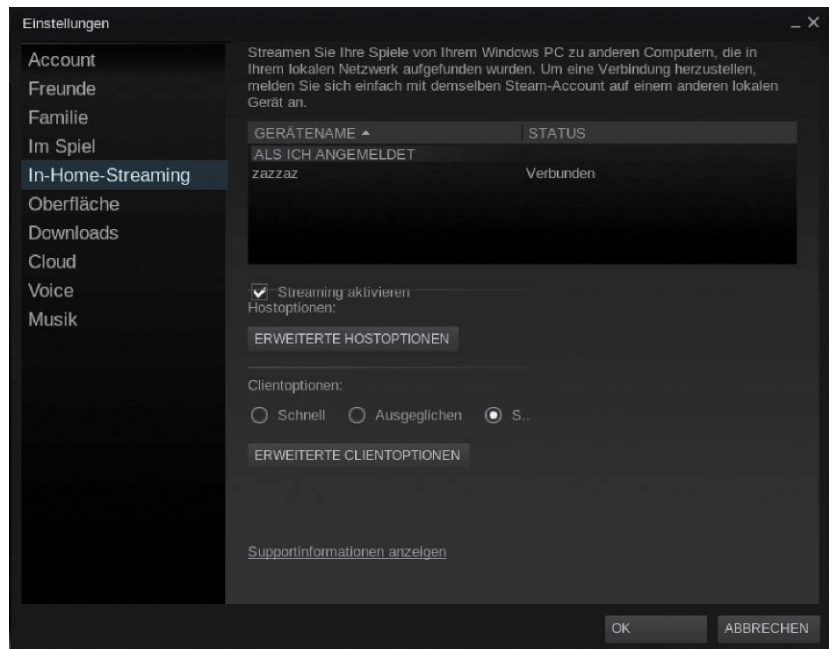 Einstellungen
Account
Freunde
Familie
Im Spiel
In-Home-Streaming
Oberfläche
Downloads
Cloud
Voice
Musik
Streamen Sie Ihre Spiele von Ihrem Windows PC zu anderen Computern, die in
Ihrem lokalen Netzwerk aufgefunden wurden. Um eine Verbindung herzustellen,
melden Sie sich einfach mit demselben Steam-Account auf einem anderen lokalen
Gerät an.
GERÄTENAME STATUS
ALS ICH ANGEMELDET
zazzaz Verbunden
Streaming aktivieren
Hostoptionen:
ERWEITERTE HOSTOPTIONEN
Clientoptionen:
Schnell Ausgeglichen S..
ERWEITERTE CLIENTOPTIONEN
Supportinformationen anzeigen
OK ABBRECHEN